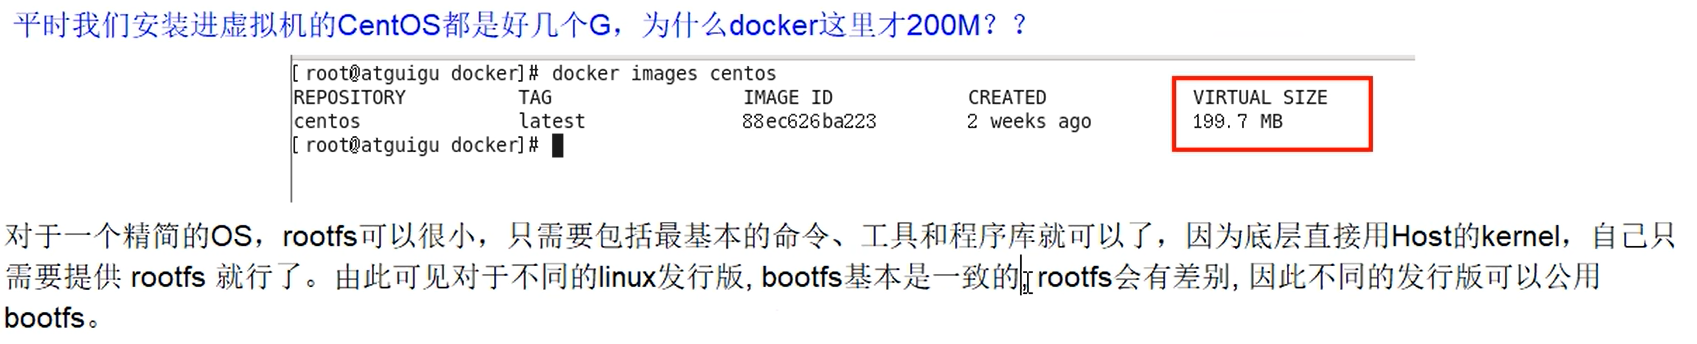 平时我们安装进虚拟机的CentOS都是好几个G，为什么docker这里才200M？？
[root@atguigu docker]# docker images centos
REPOSITORY TAG IMAGE ID CREATED VIRTUAL SIZE
centos latest 88ec626ba223 2 weeks ago 199.7 MB
[root@atguigu docker]#
对于一个精简的OS，rootfs可以很小，只需要包括最基本的命令、工具和程序库就可以了，因为底层直接用Host的kernel，自己只
需要提供 rootfs 就行了。由此可见对于不同的linux发行版, bootfs基本是一致的, rootfs会有差别, 因此不同的发行版可以公用
bootfs。